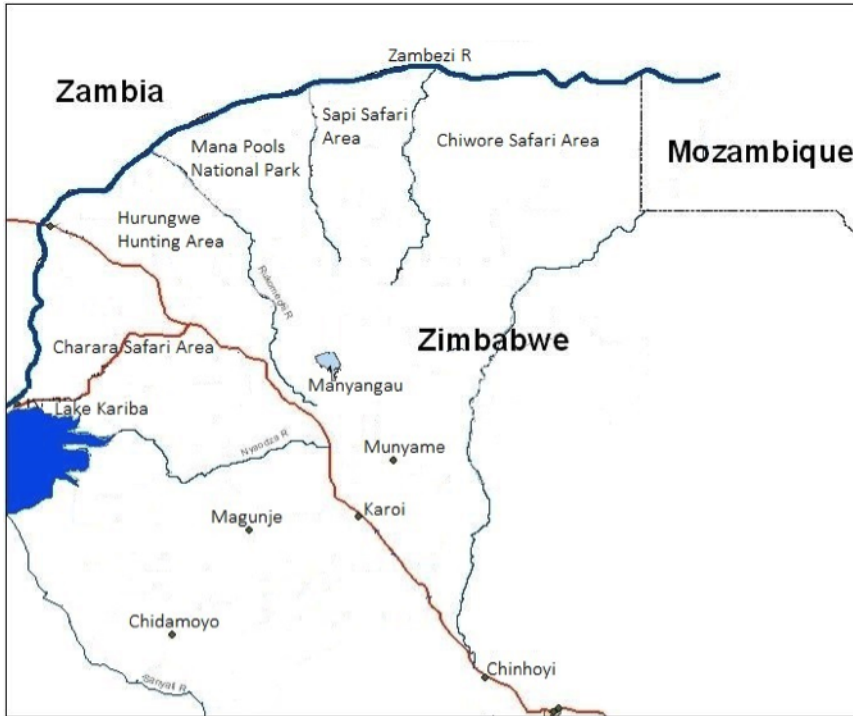 Zambezi R
Zambia
Sapi Safari
Area
Mana Pools
National Park
Chiwore Safari Area
Mozambique
Hurungwe
Hunting Area
Rukomeghi R
Zimbabwe
Charara Safari Area
Manyangau
Lake Kariba
Nyaodza R
Munyame
Magunje
Karoi
Chidamoyo
Chinhoyi
Sanyati R